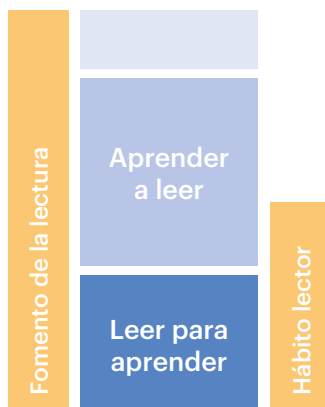 Fomento de la lectura
Aprender
a leer
Leer para
aprender
Hábito lector